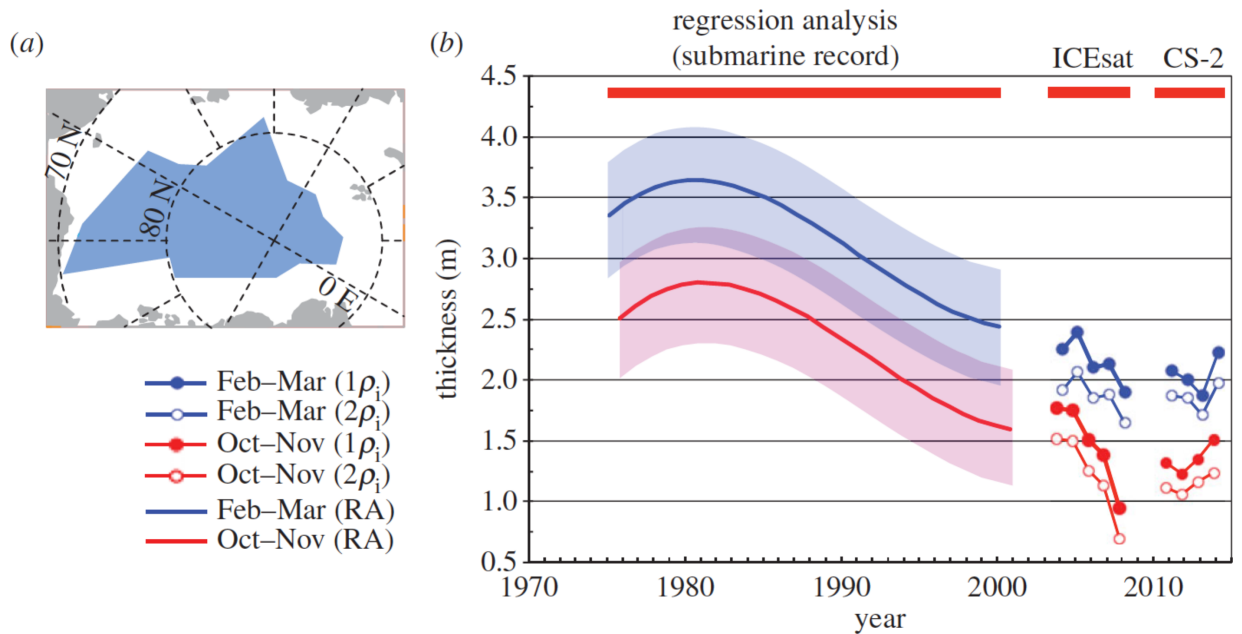 (a)
70 N
80 N
0 E
Feb–Mar (1ρi)
Feb–Mar (2ρi)
Oct–Nov (1ρi)
Oct–Nov (2ρi)
Feb–Mar (RA)
Oct–Nov (RA)
(b)
regression analysis
(submarine record)
ICEsat
CS-2
thickness (m)
4.5
4.0
3.5
3.0
2.5
2.0
1.5
1.0
0.5
1970
1980
1990
2000
2010
year